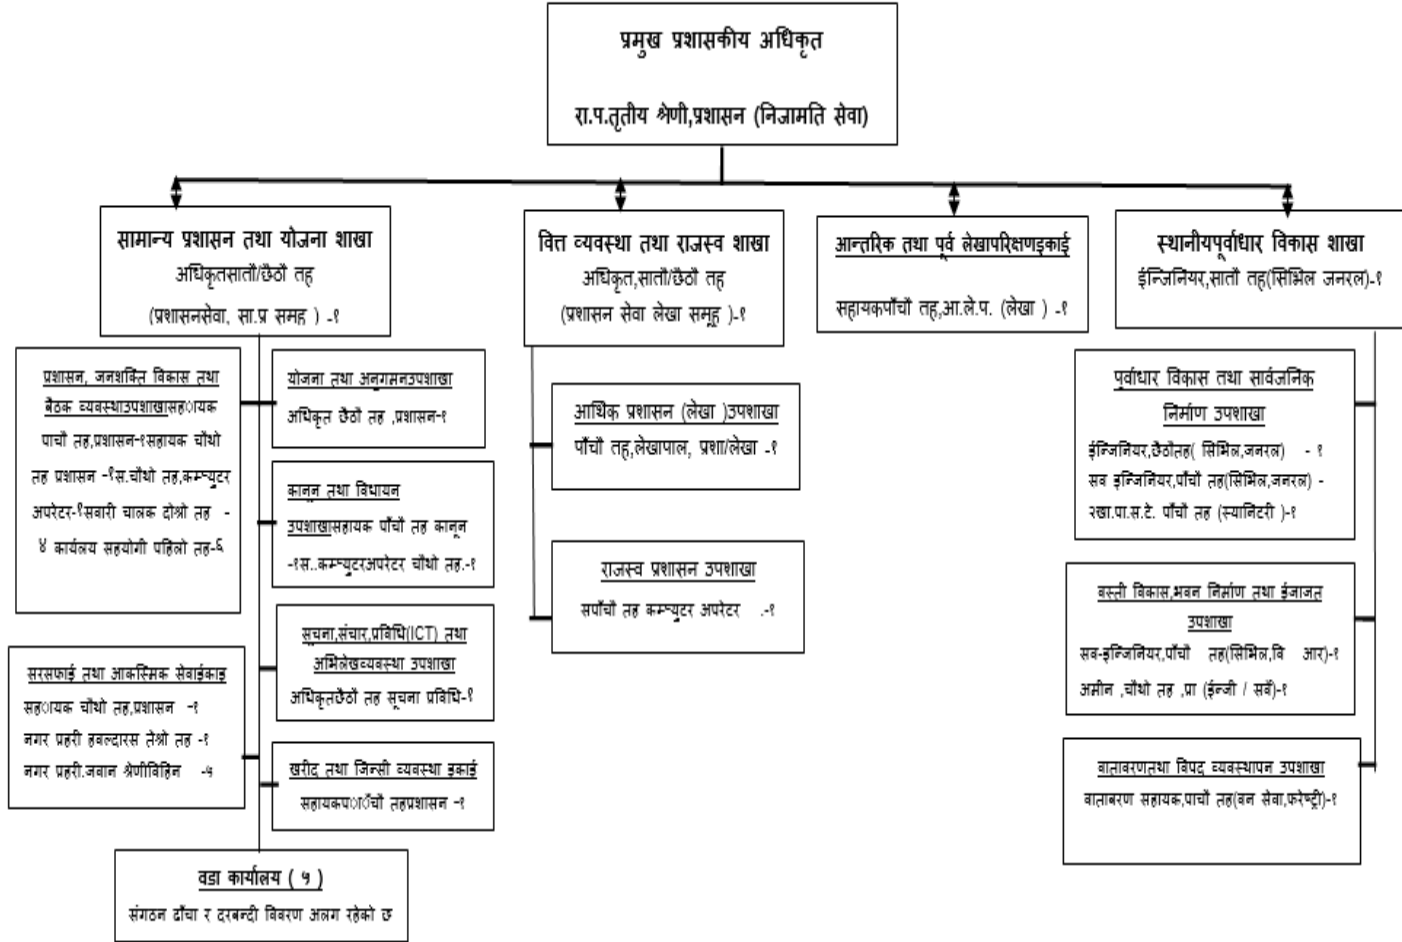 प्रमुख प्रशासकीय अधिकृत
रा.प.तृतीय श्रेणी,प्रशासन (निजामति सेवा)
सामान्य प्रशासन तथा योजना शाखा
अधिकृतसातौ/छैठौ तह
(प्रशासनसेवा, सा.प्र समूह ) -१
वित्त व्यवस्था तथा राजस्व शाखा
अधिकृत,सातौ/छैठौ तह
(प्रशासन सेवा लेखा समूह )-१
आन्तरिक तथा पूर्व लेखापरिक्षणइकाई
सहायकपाँचौ तह,आ.ले.प. (लेखा ) -१
स्थानीयपूर्वाधार विकास शाखा
ईन्जिनियर,सातौ तह(सिभिल जनरल)-१
प्रशासन, जनशक्ति विकास तथा
बैठक व्यवस्थाउपशाखासहायक
पाचौ तह,प्रशासन-१सहायक चौथो
तह प्रशासन -१स.चौथो तह,कम्प्युटर
अपरेटर-१सवारी चालक दोश्रो तह -
४ कार्यलय सहयोगी पहिलो तह-६
योजना तथा अनुगमनउपशाखा
अधिकृत छैठौ तह ,प्रशासन-१
कानून तथा विधायन
उपशाखासहायक पाँचौ तह कानून
-१स..कम्प्युटरअपरेटर चौथो तह.-१
सूचना,संचार,प्रविधि(ICT) तथा
अभिलेखव्यवस्था उपशाखा
अधिकृतछैठौ तह सूचना प्रविधि-१
सरसफाई तथा आकस्मिक सेवाईकाइ
सहायक चौथो तह,प्रशासन -१
नगर प्रहरी हवल्दारस तेश्रो तह -१
नगर प्रहरी.जवान श्रेणीविहिन -५
खरीद तथा जिन्सी व्यवस्था इकाई
सहायकपाँचौ तहप्रशासन -१
वडा कार्यालय ( ५ )
संगठन ढाँचा र दरबन्दी विवरण अलग रहेको छ
आर्थिक प्रशासन (लेखा )उपशाखा
पाँचौ तह,लेखापाल, प्रशा/लेखा -१
राजस्व प्रशासन उपशाखा
सपाँचौ तह कम्प्युटर अपरेटर .-१
पूर्वाधार विकास तथा सार्वजनिक
निर्माण उपशाखा
ईन्जिनियर,छैठौतह( सिभिल,जनरल) - १
सव इन्जिनियर,पाँचौ तह(सिभिल,जनरल) -
२खा.पा.स.टे. पाँचौ तह (स्यानिटरी )-१
वस्ती विकास,भवन निर्माण तथा ईजाजत
उपशाखा
सव-इन्जिनियर,पाँचौ तह(सिभिल,वि आर)-१
अमीन ,चौथो तह ,प्रा (ईन्जी / सर्वे)-१
वातावरणतथा विपद् व्यवस्थापन उपशाखा
वाताबरण सहायक,पाचौ तह(वन सेवा,फरेष्ट्री)-१